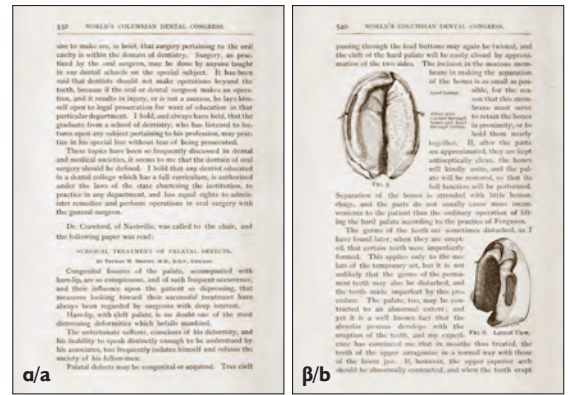 532 WORLD'S COLUMBIAN DENTAL CONGRESS.
sire to make are, in brief, that surgery pertaining to the oral
cavity is within the domain of dentistry. Surgery, as prac-
ticed by the oral surgeon, may be done by anyone taught
in our dental schools on the special subject. It has been
said that dentists should not make operations beyond the
teeth, because if the oral or dental surgeon makes an opera-
tion, and it results in injury, or is not a success, he lays him-
self open to legal prosecution for want of education in that
particular department. I hold, and always have held, that the
graduate from a school of dentistry, who has listened to lec-
tures upon any subject pertaining to his profession, may prac-
tice in his special line without fear of being prosecuted.
These topics have been so frequently discussed in dental
and medical societies, it seems to me that the domain of oral
surgery should be defined. I hold that any dentist educated
in a dental college which has a full curriculum, is authorized
under the laws of the state chartering the institution, to
practice in any department, and has equal rights to admin-
ister remedies and perform operations in oral surgery with
the general surgeon.
Dr. Crawford, of Nashville, was called to the chair, and
the following paper was read:
SURGICAL TREATMENT OF PALATAL DEFECTS.
BY TRUMAN W. BROPHY, M.D., D.D.S., CHICAGO.
Congenital fissures of the palate, accompanied with
hare-lip, are so conspicuous, and of such frequent occurrence,
and their influence upon the patient so depressing, that
measures looking toward their successful treatment have
always been regarded by surgeons with deep interest.
Hare-lip, with cleft palate, is no doubt one of the most
distressing deformities which befalls mankind.
The unfortunate sufferer, conscious of his deformity, and
his inability to speak distinctly enough to be understood by
his associates, too frequently isolates himself and refuses the
society of his fellow-men.
Palatal defects may be congenital or acquired. True cleft
α/a
540 WORLD'S COLUMBIAN DENTAL CONGRESS.
passing through the lead buttons may again be twisted, and
the cleft of the hard palate will be easily closed by approxi-
mation of the two sides. The incision in the mucous mem-
brane in making the separation
of the bones is as small as pos-
sible, for the rea-
son that this mem-
brane must serve
to retain the bones
in proximity, or to
hold them nearly
together. If, after the parts
are approximated, they are kept
antiseptically clean, the bones
will kindly unite, and the pal-
ate will be restored, so that its
full function will be performed.
Lead button.
FIG. 5.
Separation of the bones is attended with little hemor-
rhage, and the parts do not usually cause more incon-
venience to the patient than the ordinary operation of lift-
ing the hard palate according to the practice of Ferguson.
The germs of the teeth are sometimes disturbed, as I
have found later, when they are erupt-
ed, that certain teeth were imperfectly
formed. This applies only to the mo-
lars of the temporary set, but it is not
unlikely that the germs of the perma-
nent teeth may also be disturbed, and
the teeth made imperfect by this pro-
cedure. The palate, too, may be con-
tracted to an abnormal extent; and
yet it is a well known fact that the
alveolar process develops with the
eruption of the teeth, and my experi-
FIG. 6. Lateral View.
ence has convinced me that in mouths thus treated, the
teeth of the upper antagonize in a normal way with those
of the lower jaw. If, however, the upper superior arch
should be abnormally contracted, and when the teeth erupt
β/b